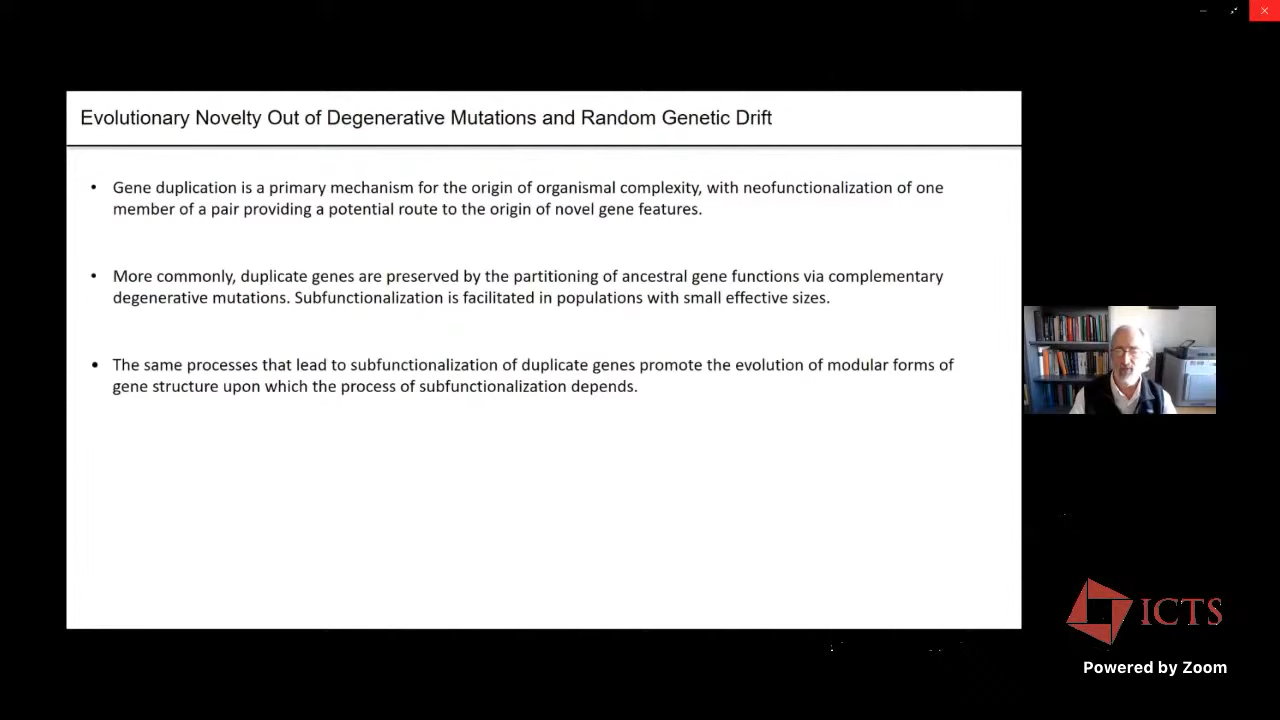 Evolutionary Novelty Out of Degenerative Mutations and Random Genetic Drift
• Gene duplication is a primary mechanism for the origin of organismal complexity, with neofunctionalization of one
member of a pair providing a potential route to the origin of novel gene features.
• More commonly, duplicate genes are preserved by the partitioning of ancestral gene functions via complementary
degenerative mutations. Subfunctionalization is facilitated in populations with small effective sizes.
• The same processes that lead to subfunctionalization of duplicate genes promote the evolution of modular forms of
gene structure upon which the process of subfunctionalization depends.
ICTS
Powered by Zoom